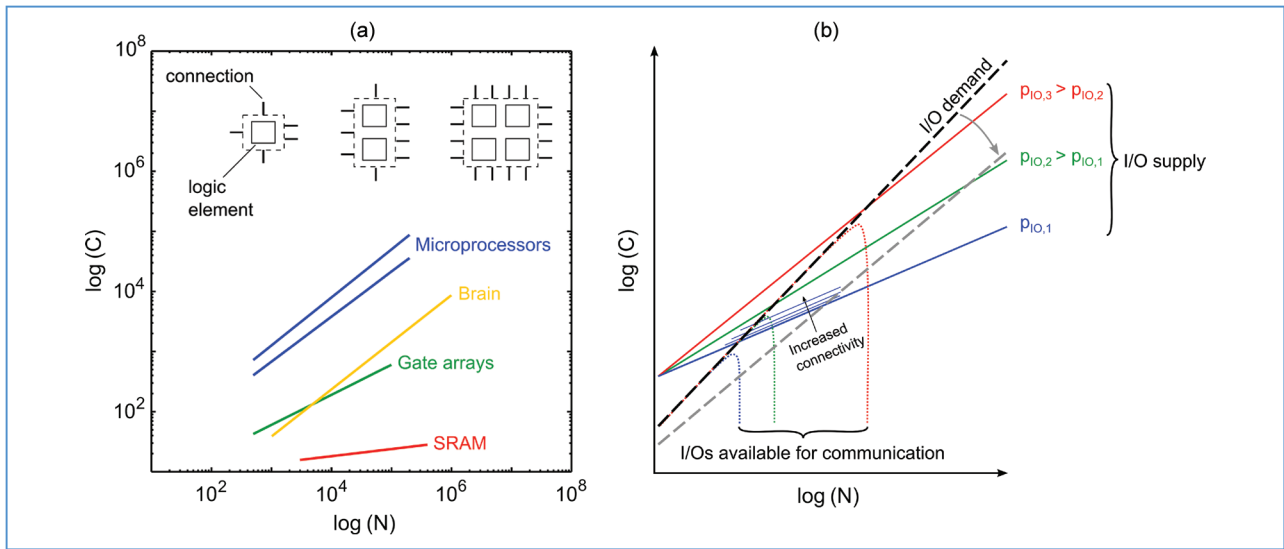 (a)
10^8
10^6
10^4
10^2
log (C)
connection
logic
element
Microprocessors
Brain
Gate arrays
SRAM
10^2
10^4
10^6
10^8
log (N)
(b)
log (C)
I/O demand
p_IO,3 > p_IO,2
p_IO,2 > p_IO,1
I/O supply
p_IO,1
Increased
connectivity
I/Os available for communication
log (N)